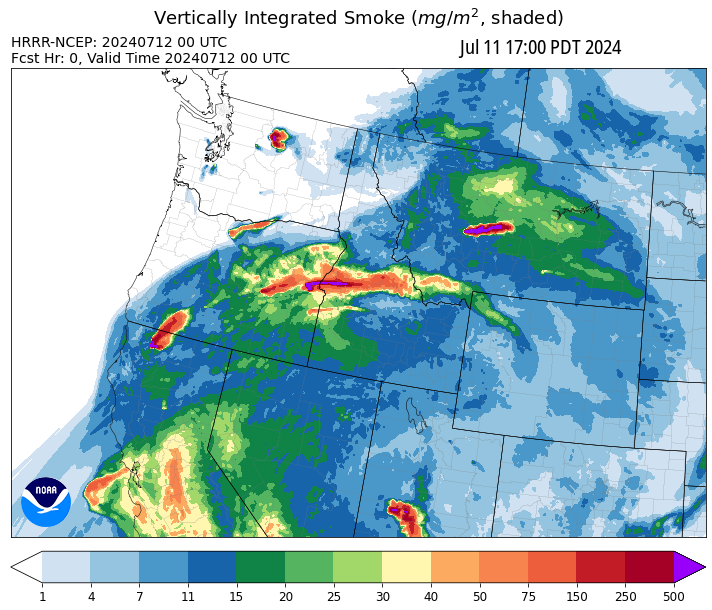 Vertically Integrated Smoke (mg/m², shaded)
HRRR-NCEP: 20240712 00 UTC
Jul 11 17:00 PDT 2024
Fcst Hr: 0, Valid Time 20240712 00 UTC
NOAA
1 4 7 11 15 20 25 30 40 50 75 150 250 500